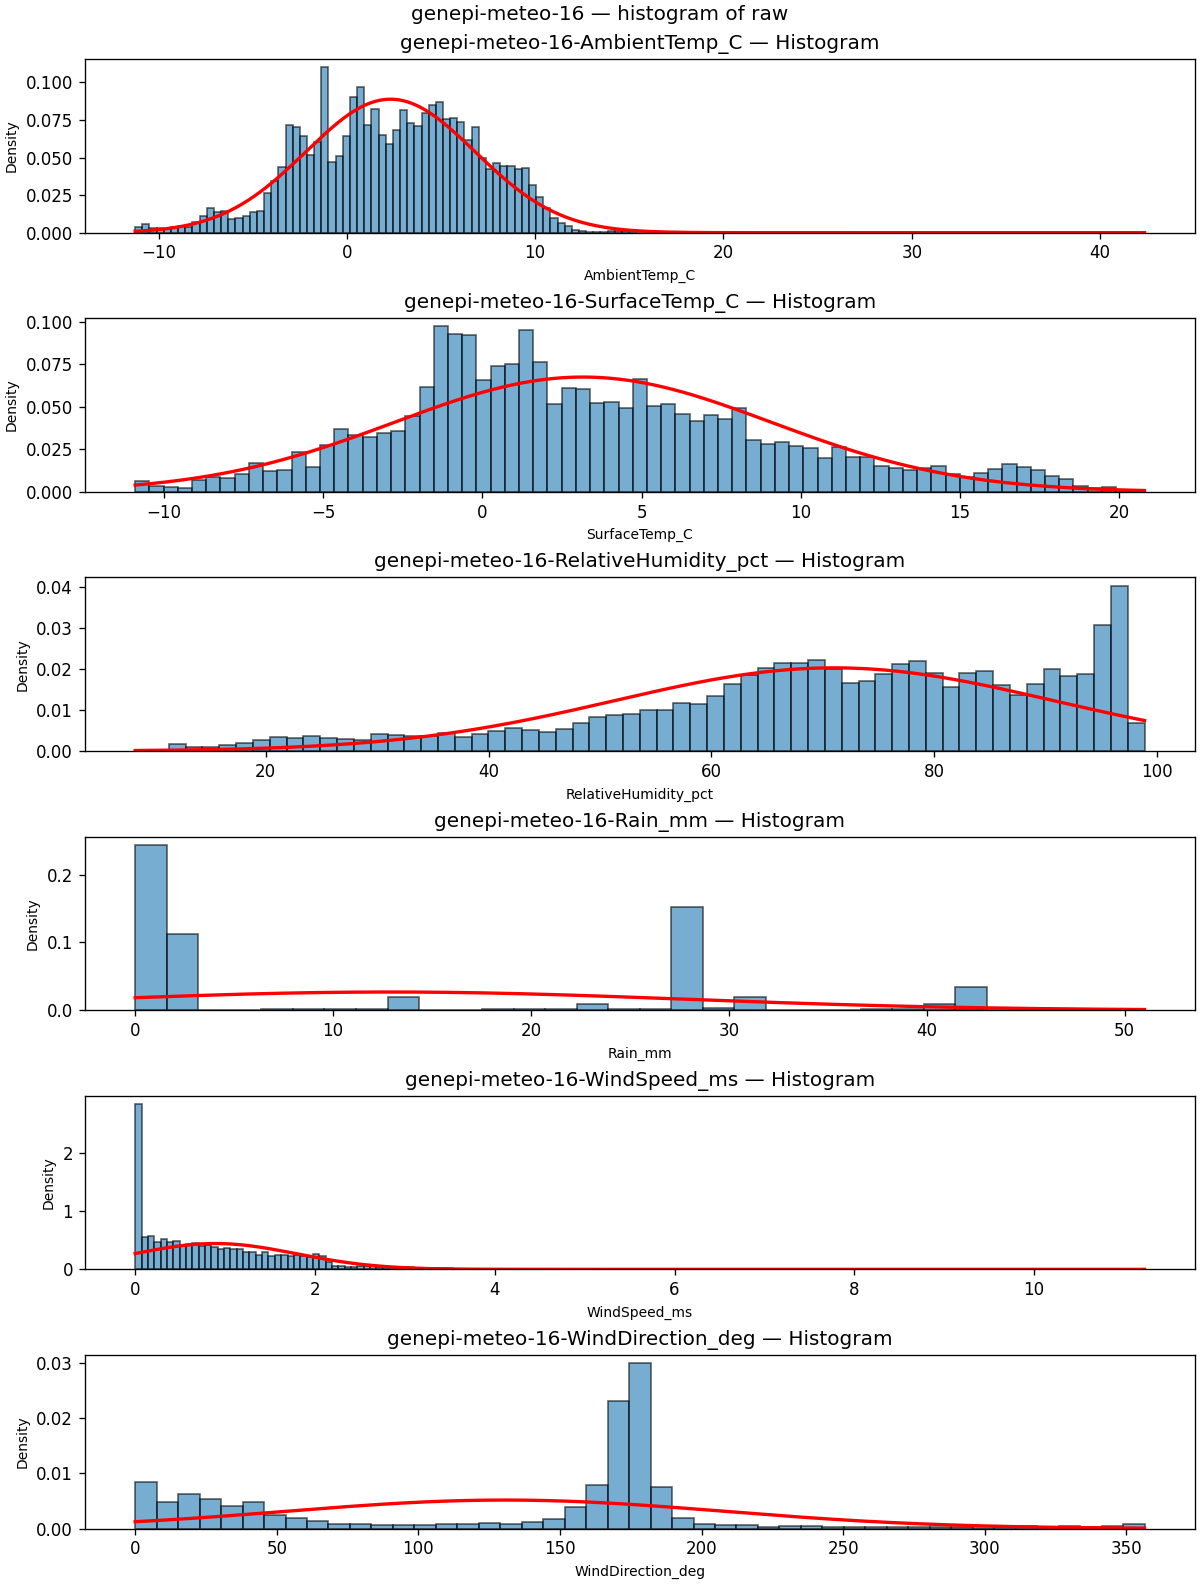 genepi-meteo-16 — histogram of raw
genepi-meteo-16-AmbientTemp_C — Histogram
0.100
0.075
0.050
0.025
0.000
Density
−10 0 10 20 30 40
AmbientTemp_C
genepi-meteo-16-SurfaceTemp_C — Histogram
0.100
0.075
0.050
0.025
0.000
Density
−10 −5 0 5 10 15 20
SurfaceTemp_C
genepi-meteo-16-RelativeHumidity_pct — Histogram
0.04
0.03
0.02
0.01
0.00
Density
20 40 60 80 100
RelativeHumidity_pct
genepi-meteo-16-Rain_mm — Histogram
0.2
0.1
0.0
Density
0 10 20 30 40 50
Rain_mm
genepi-meteo-16-WindSpeed_ms — Histogram
2
1
0
Density
0 2 4 6 8 10
WindSpeed_ms
genepi-meteo-16-WindDirection_deg — Histogram
0.03
0.02
0.01
0.00
Density
0 50 100 150 200 250 300 350
WindDirection_deg